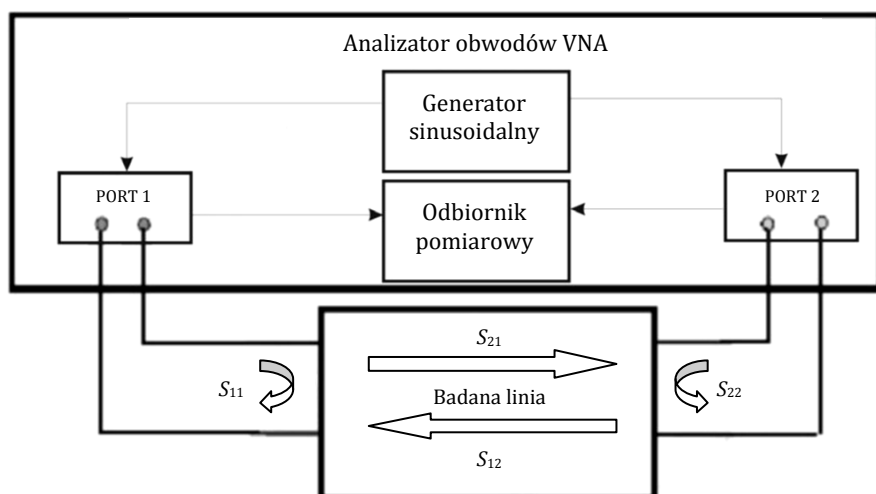 Analizator obwodów VNA
Generator
sinusoidalny
PORT 1
PORT 2
Odbiornik
pomiarowy
S21
S11
Badana linia
S22
S12